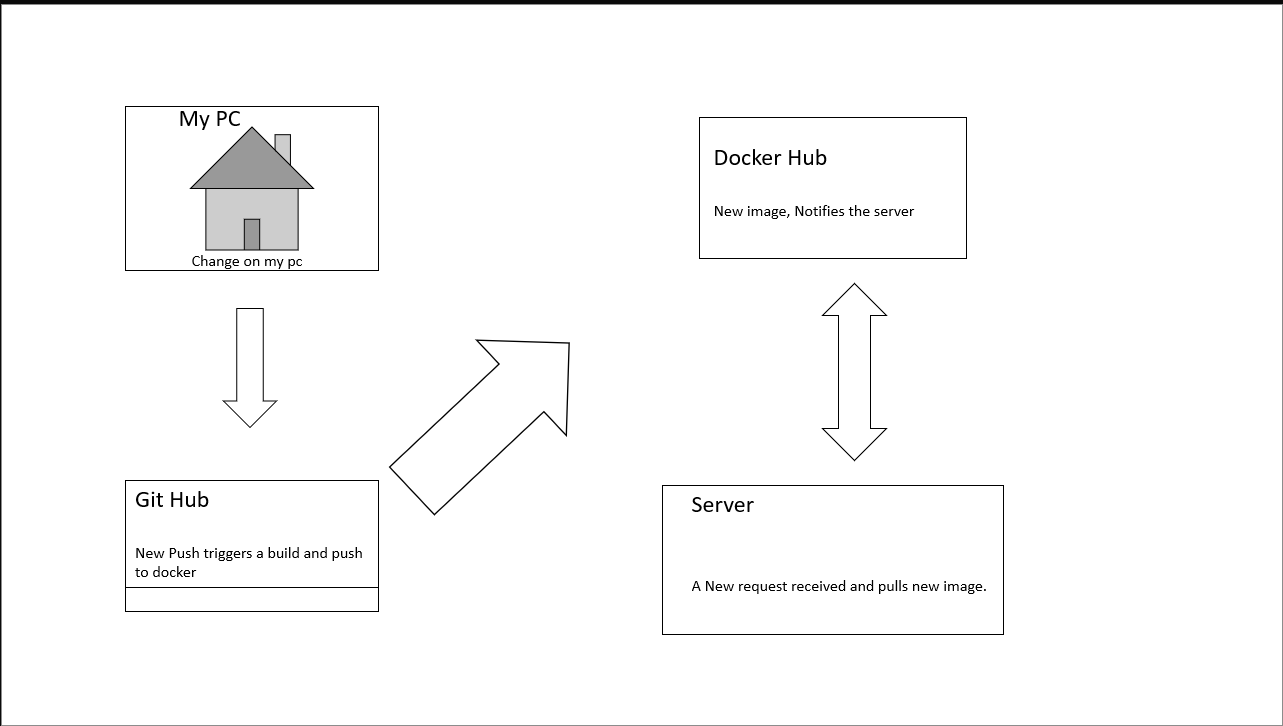 My PC
Change on my pc
Git Hub
New Push triggers a build and push
to docker
Docker Hub
New image, Notifies the server
Server
A New request received and pulls new image.